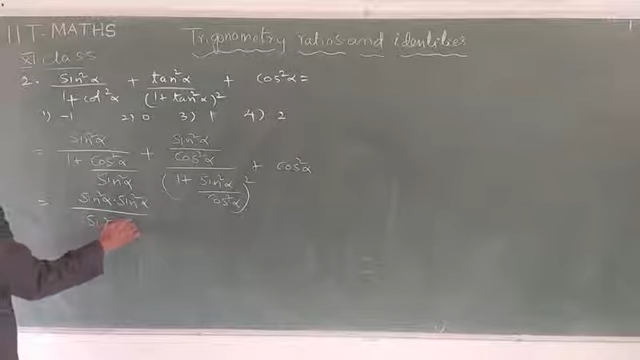 IIT-MATHS
Trigonometry ratios and identities
XI class
2. Sin²α/1+cot²α + tan²α/(1+tan²α)² + cos²α =
1) -1 2) 0 3) 1 4) 2
= Sin²α/(1+Cos²α/Sin²α) + (Sin²α/Cos²α)/(1+Sin²α/Cos²α)² + Cos²α
= Sin²α·Sin²α/Sin²